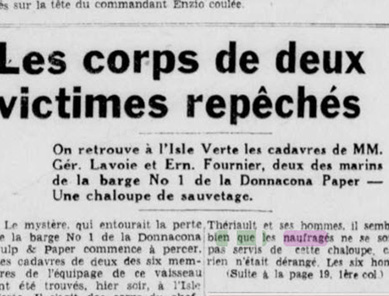 és sur la tête du commandant Enzio coulée.
Les corps de deux
victimes repêchés
On retrouve à l'Isle Verte les cadavres de MM.
Gér. Lavoie et Ern. Fournier, deux des marins
de la barge No 1 de la Donnacona Paper —
Une chaloupe de sauvetage.
Le mystère, qui entourait la perte
e la barge No 1 de la Donnacona
ulp & Paper commence à percer.
es cadavres de deux des six mem-
res de l'équipage de ce vaisseau
nt été trouvés, hier soir, à l'Isle
Thériault et ses hommes, il semb
bien que les naufragés ne se so
pas servis de cette chaloupe, c
rien n'était dérangé. Les six hom
(Suite à la page 19, 1ère col.)